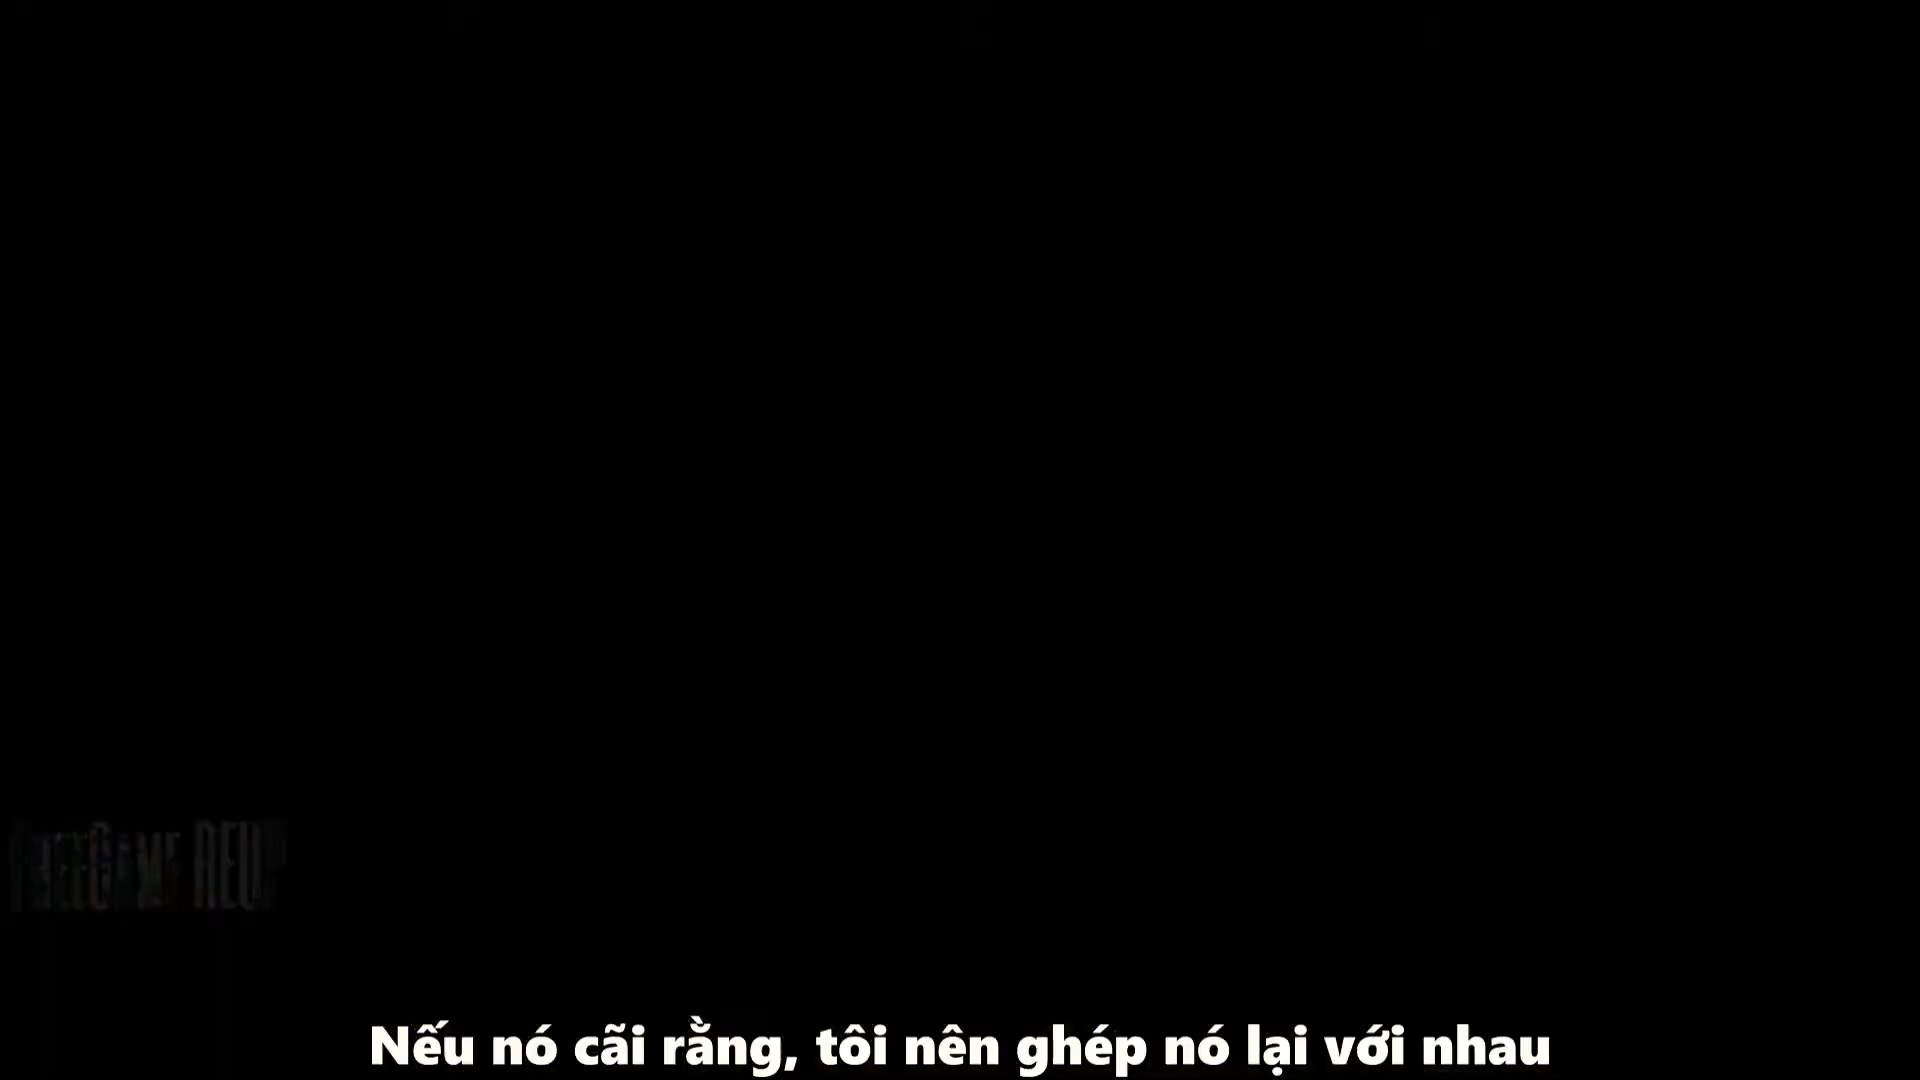 Nếu nó cãi rằng, tôi nên ghép nó lại với nhau